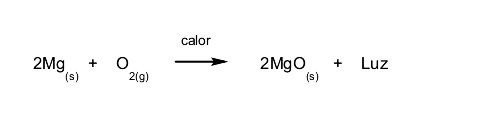 calor
2Mg(s) + O2(g) → 2MgO(s) + Luz